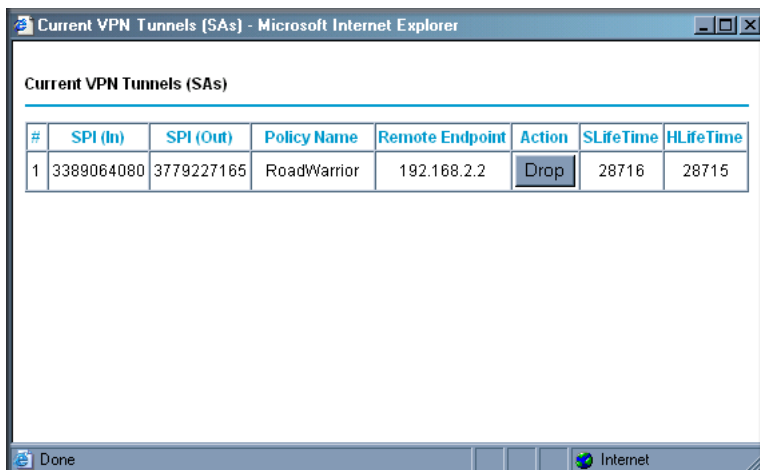 Current VPN Tunnels (SAs) - Microsoft Internet Explorer
Current VPN Tunnels (SAs)
# SPI (In) SPI (Out) Policy Name Remote Endpoint Action SLifeTime HLifeTime
1 3389064080 3779227165 RoadWarrior 192.168.2.2 Drop 28716 28715
Done Internet